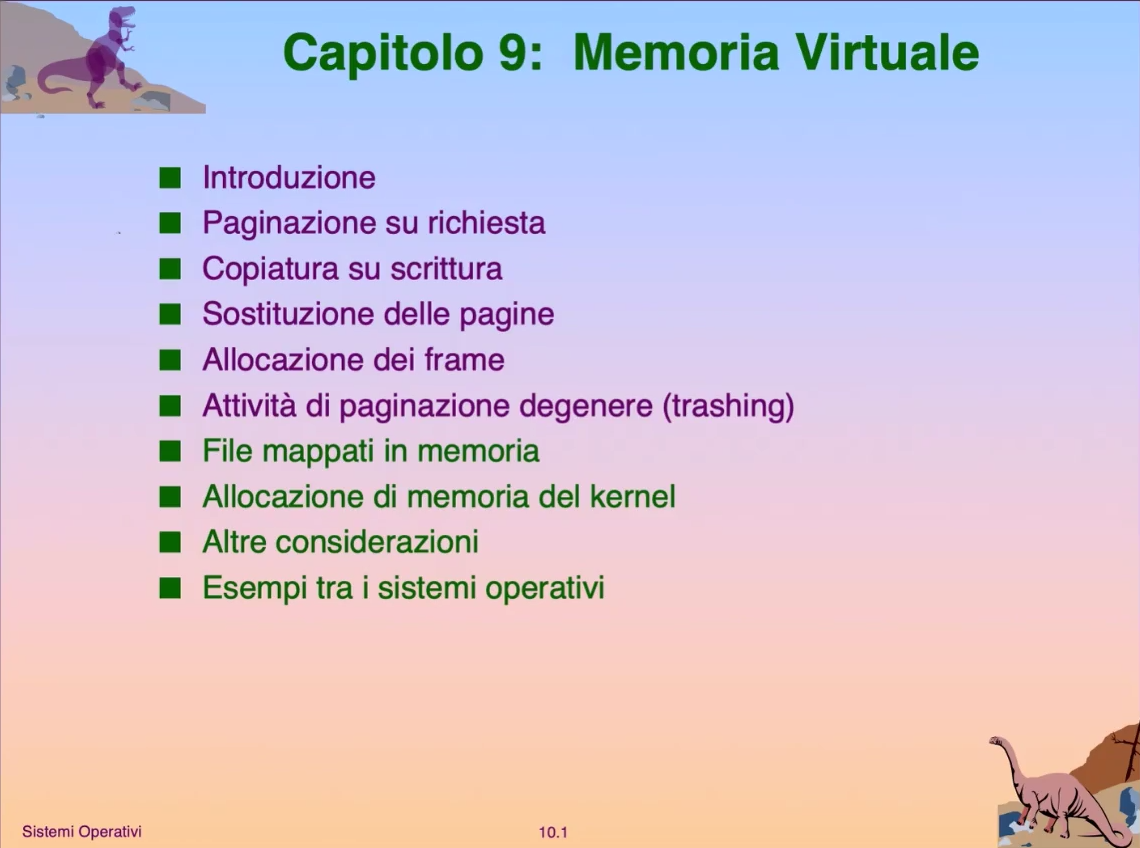 Capitolo 9: Memoria Virtuale
Introduzione
Paginazione su richiesta
Copiatura su scrittura
Sostituzione delle pagine
Allocazione dei frame
Attività di paginazione degenere (trashing)
File mappati in memoria
Allocazione di memoria del kernel
Altre considerazioni
Esempi tra i sistemi operativi
Sistemi Operativi
10.1